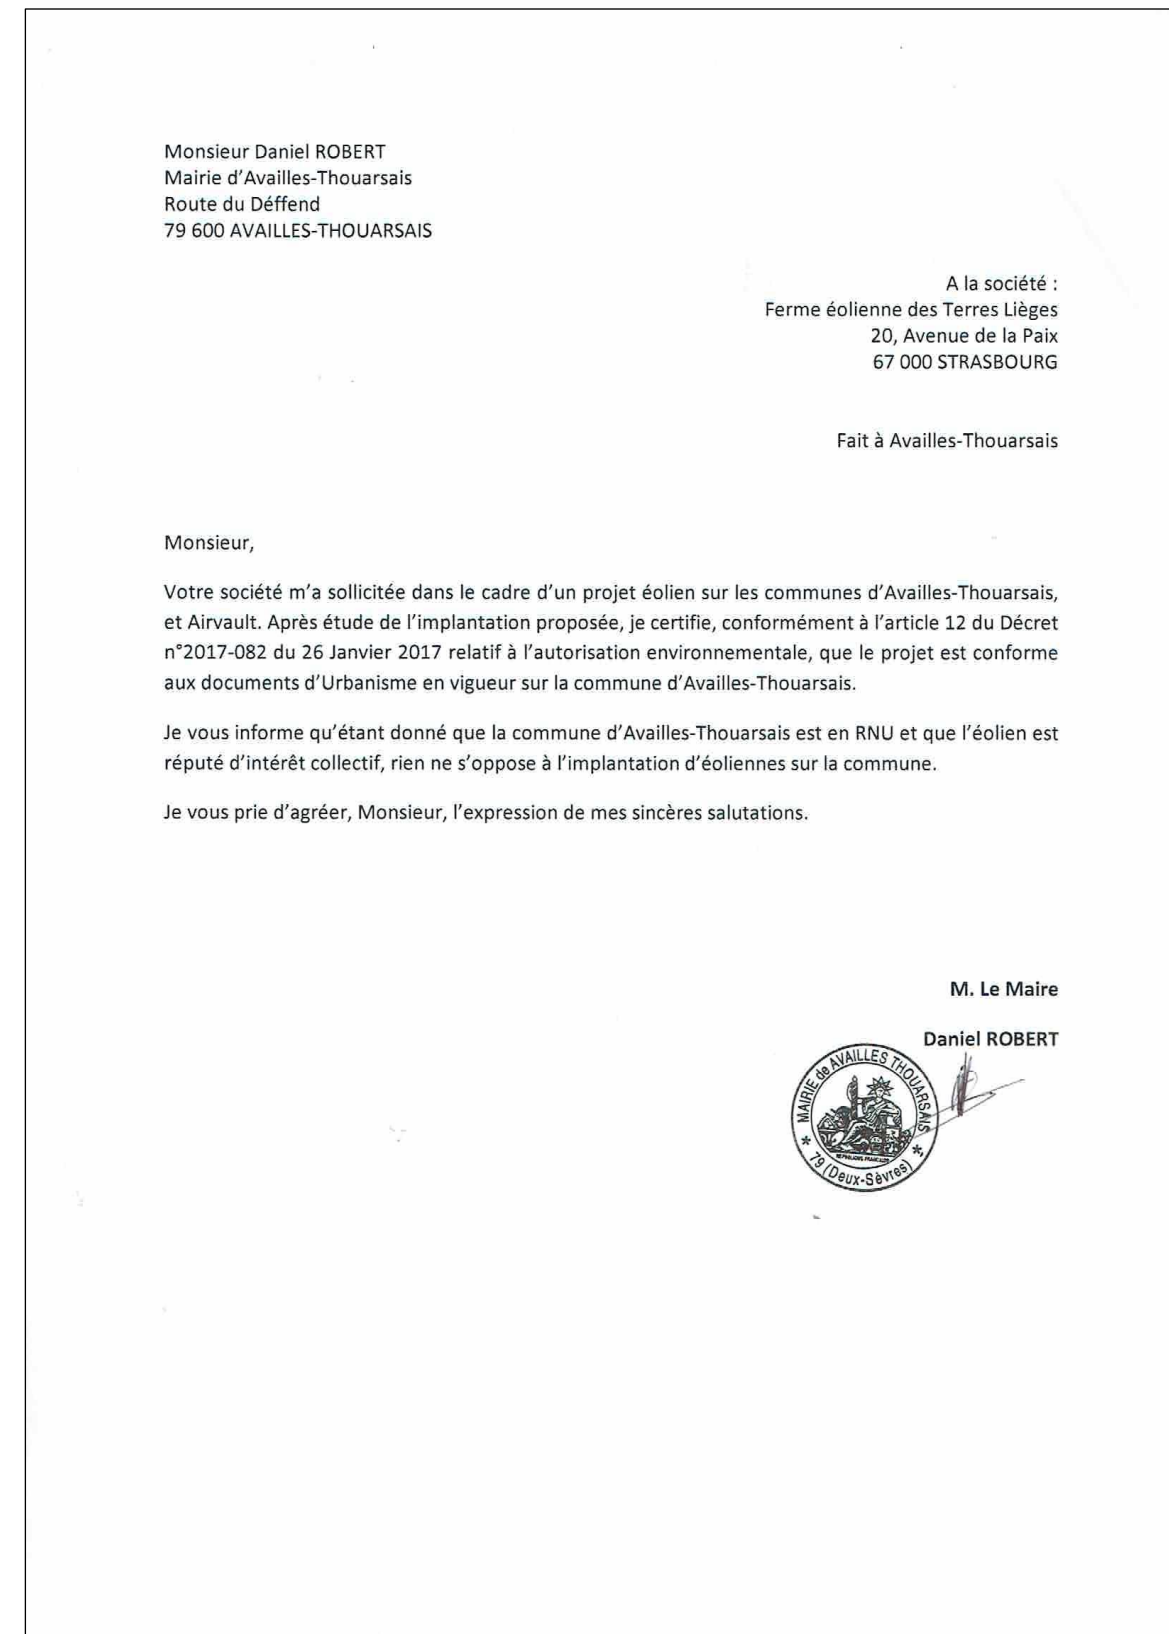 Monsieur Daniel ROBERT
Mairie d'Availles-Thouarsais
Route du Déffend
79 600 AVAILLES-THOUARSAIS
A la société :
Ferme éolienne des Terres Lièges
20, Avenue de la Paix
67 000 STRASBOURG
Fait à Availles-Thouarsais
Monsieur,
Votre société m'a sollicitée dans le cadre d'un projet éolien sur les communes d'Availles-Thouarsais,
et Airvault. Après étude de l'implantation proposée, je certifie, conformément à l'article 12 du Décret
n°2017-082 du 26 Janvier 2017 relatif à l'autorisation environnementale, que le projet est conforme
aux documents d'Urbanisme en vigueur sur la commune d'Availles-Thouarsais.
Je vous informe qu'étant donné que la commune d'Availles-Thouarsais est en RNU et que l'éolien est
réputé d'intérêt collectif, rien ne s'oppose à l'implantation d'éoliennes sur la commune.
Je vous prie d'agréer, Monsieur, l'expression de mes sincères salutations.
M. Le Maire
Daniel ROBERT
MAIRIE de AVAILLES THOUARSAIS
REPUBLIQUE FRANCAISE
* 79 (Deux-Sèvres) *